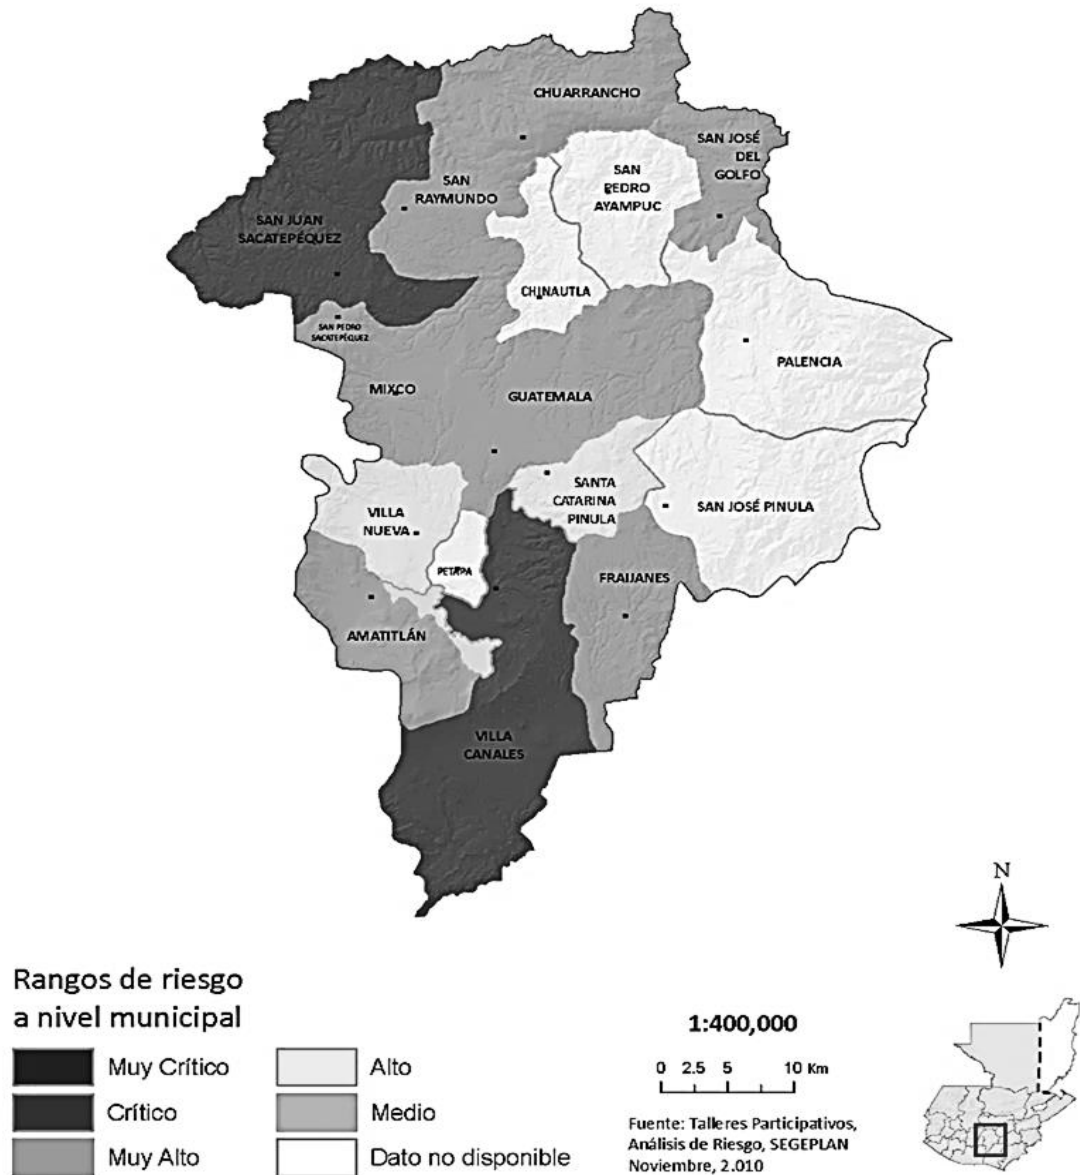 CHUARRANCHO
SAN JOSÉ
DEL
GOLFO
SAN
PEDRO
AYAMPUC
SAN
RAYMUNDO
SAN JUAN
SACATEPÉQUEZ
CHINAUTLA
SAN PEDRO
SACATEPÉQUEZ
PALENCIA
MIXCO
GUATEMALA
SANTA
CATARINA
PINULA
SAN JOSÉ PINULA
VILLA
NUEVA
PETAPA
FRAIJANES
AMATITLÁN
VILLA
CANALES
N
Rangos de riesgo
a nivel municipal
Muy Crítico
Crítico
Muy Alto
Alto
Medio
Dato no disponible
1:400,000
0 2.5 5 10 Km
Fuente: Talleres Participativos,
Análisis de Riesgo, SEGEPLAN
Noviembre, 2.010